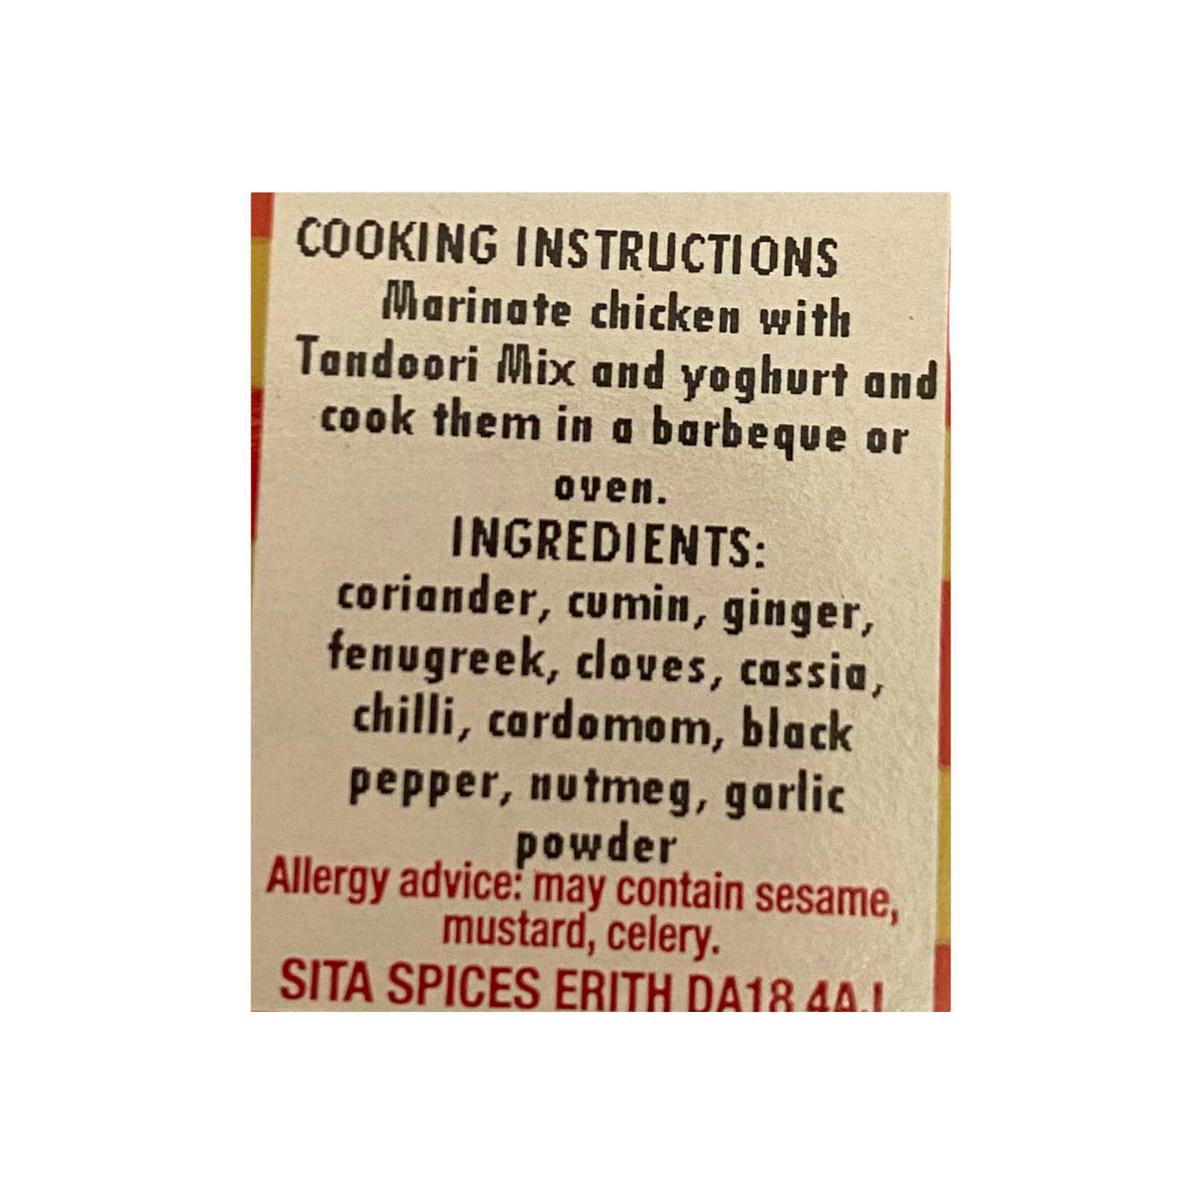 COOKING INSTRUCTIONS
Marinate chicken with
Tandoori Mix and yoghurt and
cook them in a barbeque or
oven.
INGREDIENTS:
coriander, cumin, ginger,
fenugreek, cloves, cassia,
chilli, cardomom, black
pepper, nutmeg, garlic
powder
Allergy advice: may contain sesame,
mustard, celery.
SITA SPICES ERITH DA18